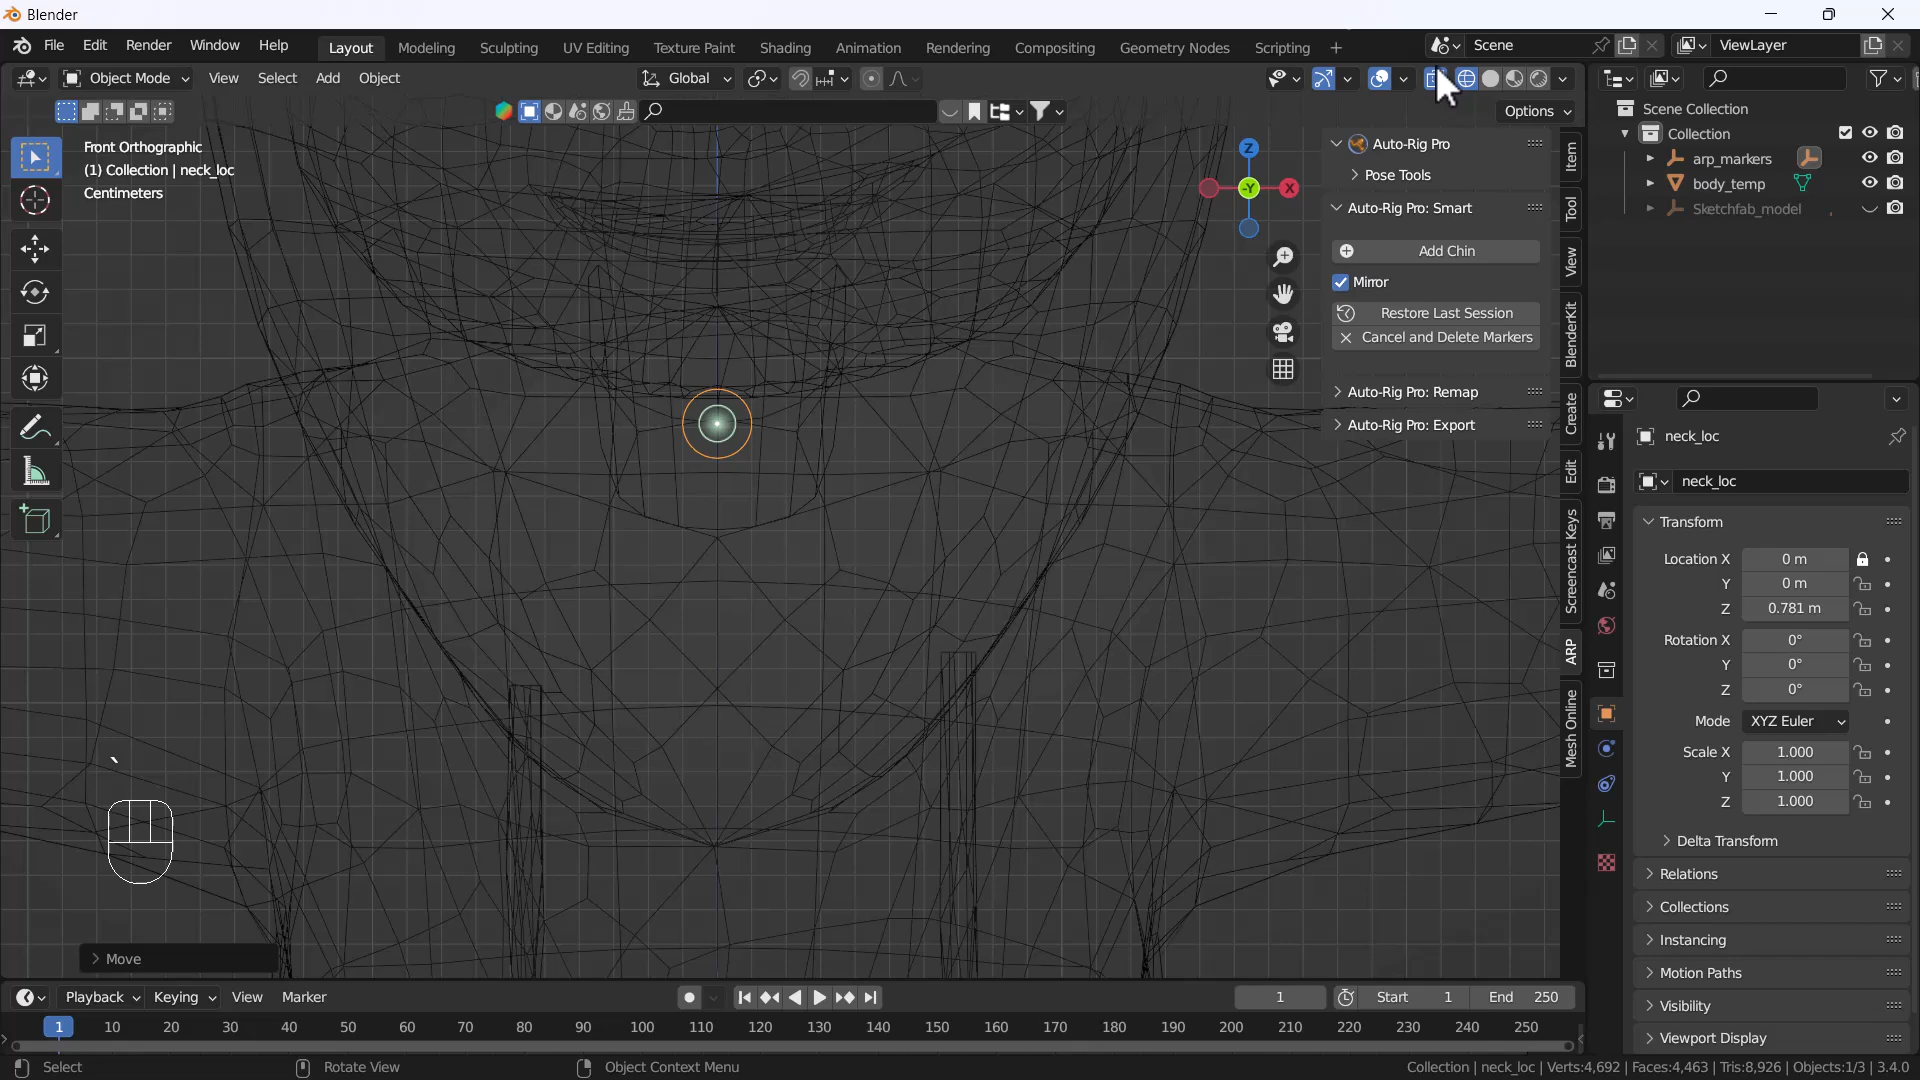 Blender
File Edit Render Window Help
Layout Modeling Sculpting UV Editing Texture Paint Shading Animation Rendering Compositing Geometry Nodes Scripting +
Scene
ViewLayer
Object Mode View Select Add Object
Global
Options
Front Orthographic
(1) Collection | neck_loc
Centimeters
Z
-Y
X
Auto-Rig Pro
Pose Tools
Auto-Rig Pro: Smart
Add Chin
Mirror
Restore Last Session
Cancel and Delete Markers
Auto-Rig Pro: Remap
Auto-Rig Pro: Export
Item
Tool
View
BlenderKit
Create
Edit
Screencast Keys
ARP
Mesh Online
Scene Collection
Collection
arp_markers
body_temp
Sketchfab_model
neck_loc
neck_loc
Transform
Location X 0 m
Y 0 m
Z 0.781 m
Rotation X 0°
Y 0°
Z 0°
Mode XYZ Euler
Scale X 1.000
Y 1.000
Z 1.000
Delta Transform
Relations
Collections
Instancing
Motion Paths
Visibility
Viewport Display
`
Move
Playback Keying View Marker
1
Start 1
End 250
1 10 20 30 40 50 60 70 80 90 100 110 120 130 140 150 160 170 180 190 200 210 220 230 240 250
Select
Rotate View
Object Context Menu
Collection | neck_loc | Verts:4,692 | Faces:4,463 | Tris:8,926 | Objects:1/3 | 3.4.0